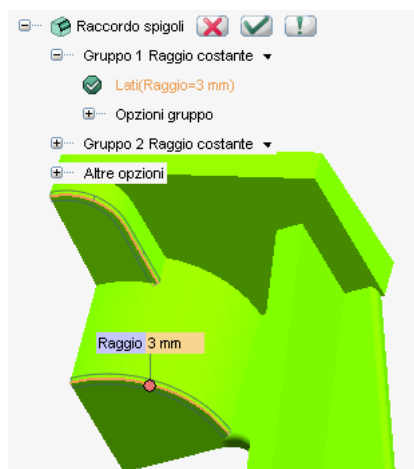 Raccordo spigoli
Gruppo 1 Raggio costante
Lati(Raggio=3 mm)
Opzioni gruppo
Gruppo 2 Raggio costante
Altre opzioni
Raggio 3 mm